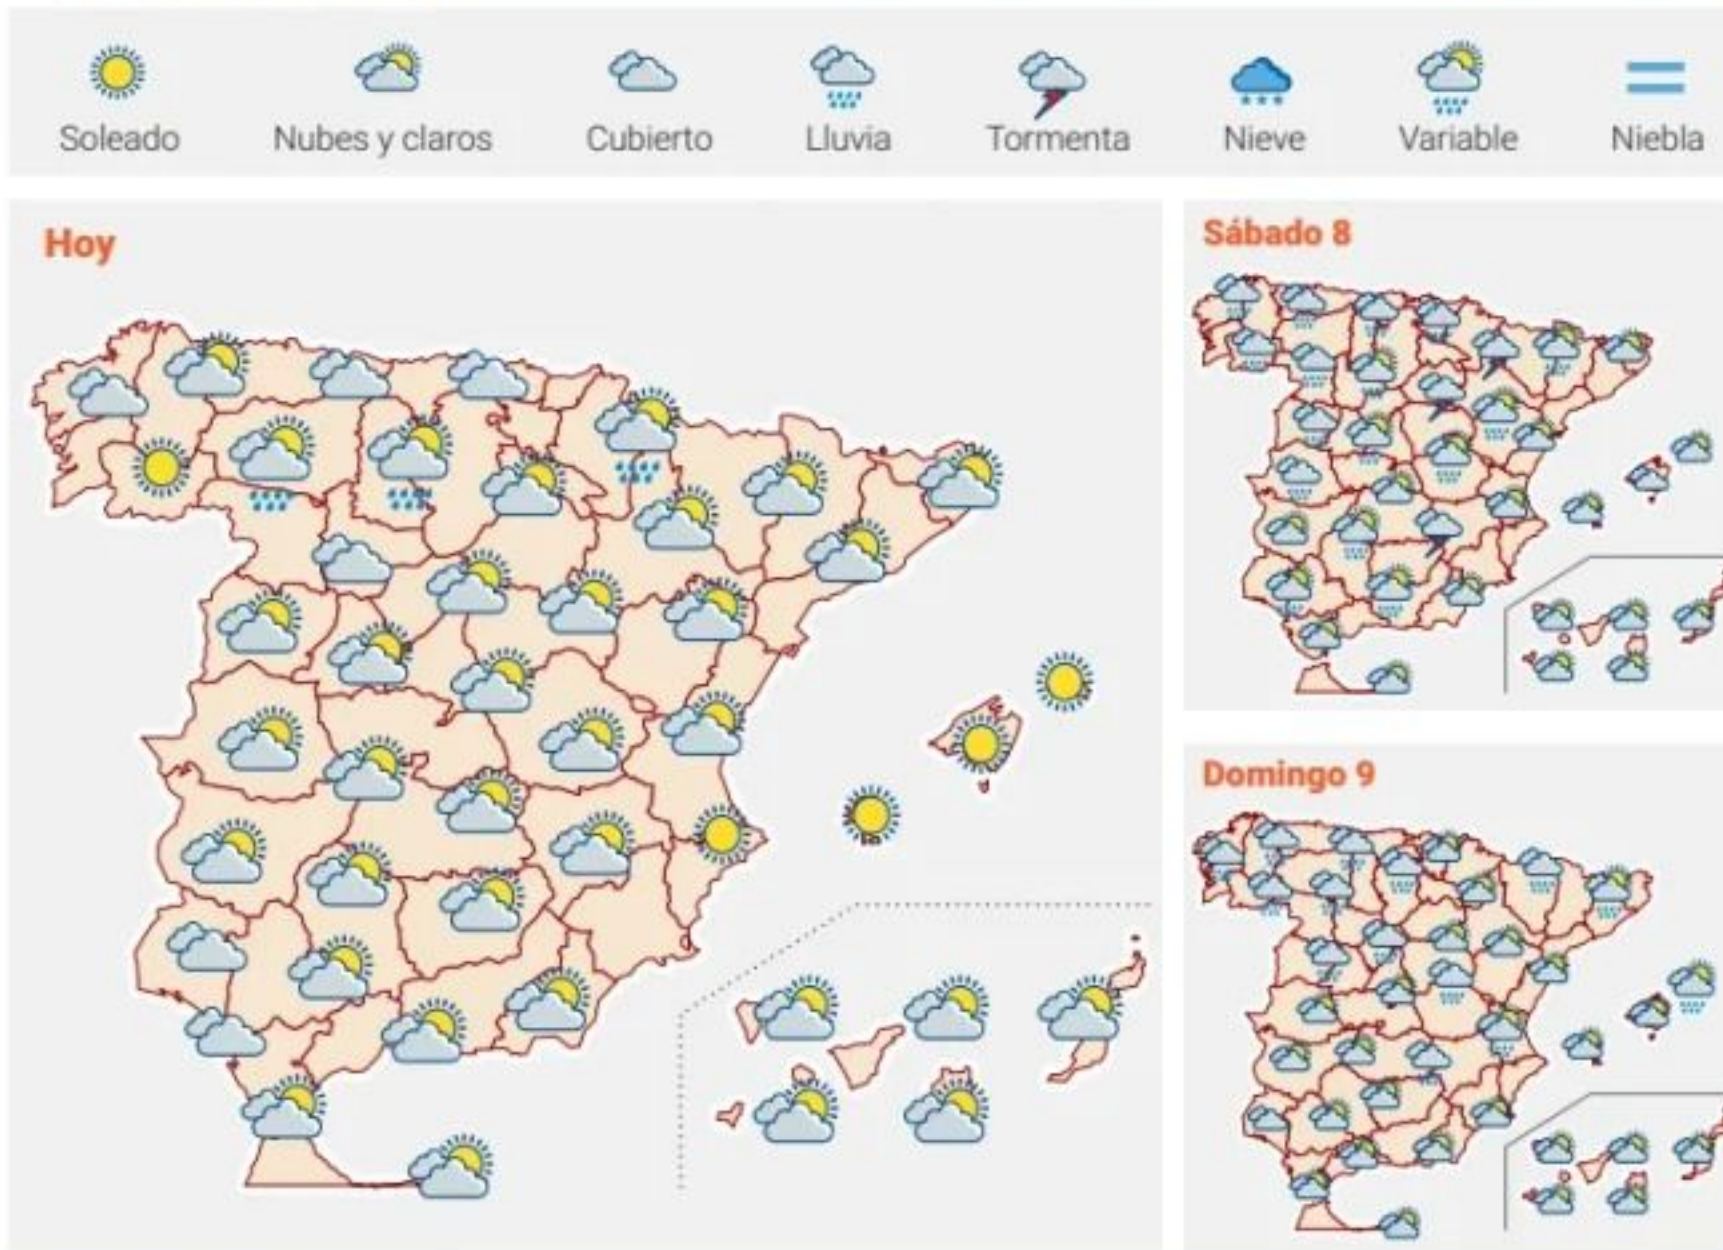 Soleado
Nubes y claros
Cubierto
Lluvia
Tormenta
Nieve
Variable
Niebla
Hoy
Sábado 8
Domingo 9